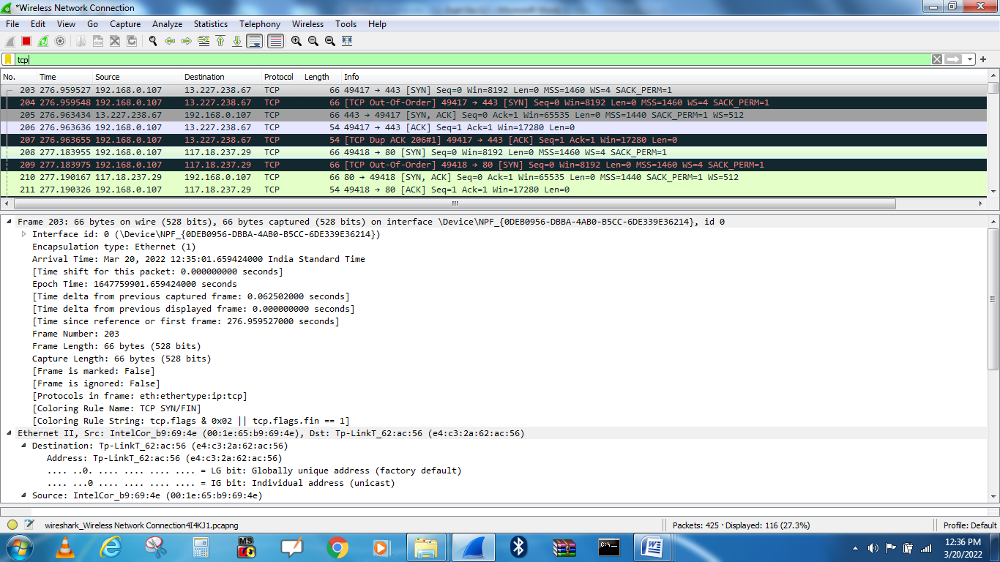 *Wireless Network Connection
File Edit View Go Capture Analyze Statistics Telephony Wireless Tools Help
tcp
No. Time Source Destination Protocol Length Info
203 276.959527 192.168.0.107 13.227.238.67 TCP 66 49417 → 443 [SYN] Seq=0 Win=8192 Len=0 MSS=1460 WS=4 SACK_PERM=1
204 276.959548 192.168.0.107 13.227.238.67 TCP 66 [TCP Out-Of-Order] 49417 → 443 [SYN] Seq=0 Win=8192 Len=0 MSS=1460 WS=4 SACK_PERM=1
205 276.963434 13.227.238.67 192.168.0.107 TCP 66 443 → 49417 [SYN, ACK] Seq=0 Ack=1 Win=65535 Len=0 MSS=1440 SACK_PERM=1 WS=512
206 276.963636 192.168.0.107 13.227.238.67 TCP 54 49417 → 443 [ACK] Seq=1 Ack=1 Win=17280 Len=0
207 276.963655 192.168.0.107 13.227.238.67 TCP 54 [TCP Dup ACK 206#1] 49417 → 443 [ACK] Seq=1 Ack=1 Win=17280 Len=0
208 277.183955 192.168.0.107 117.18.237.29 TCP 66 49418 → 80 [SYN] Seq=0 Win=8192 Len=0 MSS=1460 WS=4 SACK_PERM=1
209 277.183975 192.168.0.107 117.18.237.29 TCP 66 [TCP Out-Of-Order] 49418 → 80 [SYN] Seq=0 Win=8192 Len=0 MSS=1460 WS=4 SACK_PERM=1
210 277.190167 117.18.237.29 192.168.0.107 TCP 66 80 → 49418 [SYN, ACK] Seq=0 Ack=1 Win=65535 Len=0 MSS=1440 SACK_PERM=1 WS=512
211 277.190326 192.168.0.107 117.18.237.29 TCP 54 49418 → 80 [ACK] Seq=1 Ack=1 Win=17280 Len=0
Frame 203: 66 bytes on wire (528 bits), 66 bytes captured (528 bits) on interface \Device\NPF_{0DEB0956-DBBA-4AB0-B5CC-6DE339E36214}, id 0
Interface id: 0 (\Device\NPF_{0DEB0956-DBBA-4AB0-B5CC-6DE339E36214})
Encapsulation type: Ethernet (1)
Arrival Time: Mar 20, 2022 12:35:01.659424000 India Standard Time
[Time shift for this packet: 0.000000000 seconds]
Epoch Time: 1647759901.659424000 seconds
[Time delta from previous captured frame: 0.062502000 seconds]
[Time delta from previous displayed frame: 0.000000000 seconds]
[Time since reference or first frame: 276.959527000 seconds]
Frame Number: 203
Frame Length: 66 bytes (528 bits)
Capture Length: 66 bytes (528 bits)
[Frame is marked: False]
[Frame is ignored: False]
[Protocols in frame: eth:ethertype:ip:tcp]
[Coloring Rule Name: TCP SYN/FIN]
[Coloring Rule String: tcp.flags & 0x02 || tcp.flags.fin == 1]
Ethernet II, Src: IntelCor_b9:69:4e (00:1e:65:b9:69:4e), Dst: Tp-LinkT_62:ac:56 (e4:c3:2a:62:ac:56)
Destination: Tp-LinkT_62:ac:56 (e4:c3:2a:62:ac:56)
Address: Tp-LinkT_62:ac:56 (e4:c3:2a:62:ac:56)
.... ..0. .... .... .... .... = LG bit: Globally unique address (factory default)
.... ...0 .... .... .... .... = IG bit: Individual address (unicast)
Source: IntelCor_b9:69:4e (00:1e:65:b9:69:4e)
wireshark_Wireless Network Connection4I4KJ1.pcapng Packets: 425 · Displayed: 116 (27.3%) Profile: Default
MS
C:\_
W
12:36 PM
3/20/2022